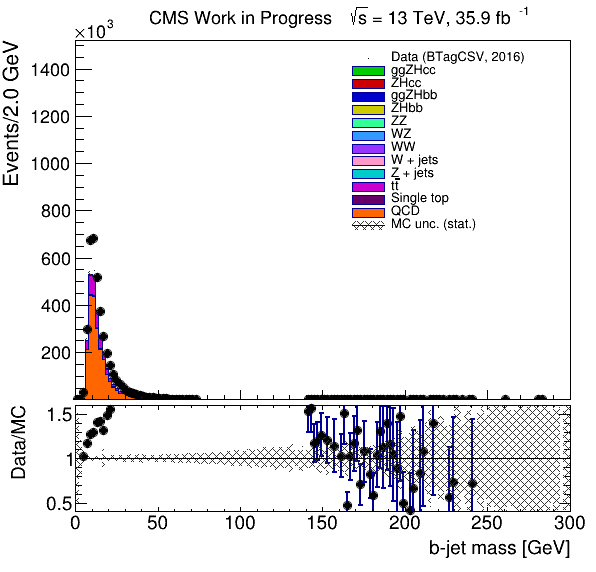 CMS Work in Progress √s = 13 TeV, 35.9 fb⁻¹
×10³
Events/2.0 GeV
1400
1200
1000
800
600
400
200
Data (BTagCSV, 2016)
ggZHcc
ZHcc
ggZHbb
ZHbb
ZZ
WZ
WW
W + jets
Z + jets
tt̄
Single top
QCD
MC unc. (stat.)
Data/MC
1.5
1
0.5
0 50 100 150 200 250 300
b-jet mass [GeV]